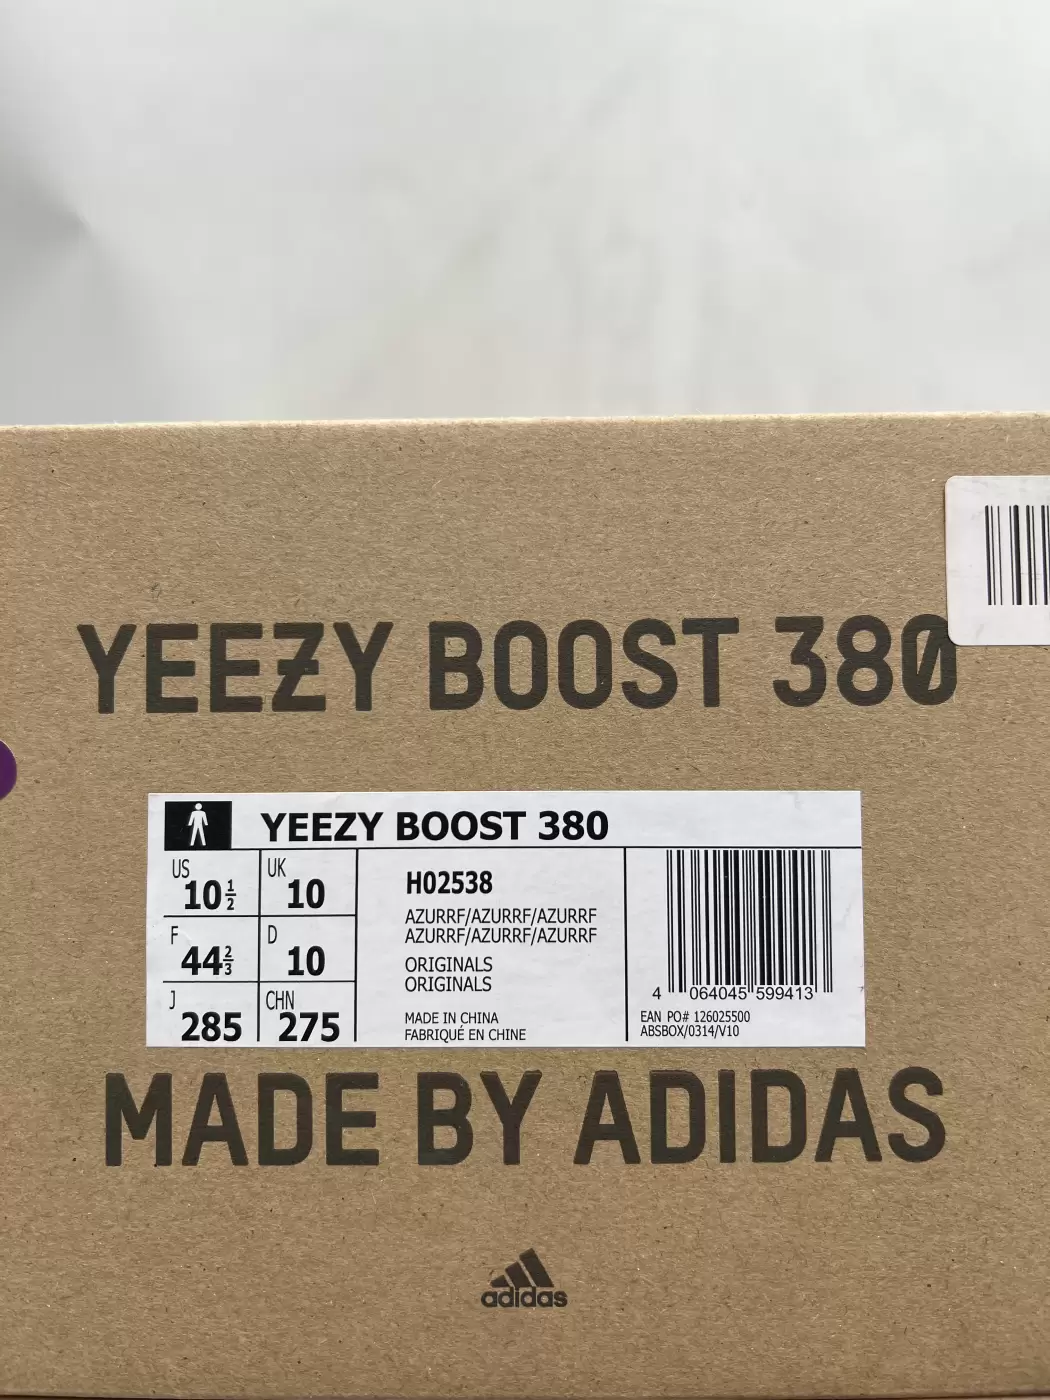 YEEZY BOOST 380
YEEZY BOOST 380
US 10 1/2
UK 10
F 44 2/3
D 10
J 285
CHN 275
H02538
AZURRF/AZURRF/AZURRF
AZURRF/AZURRF/AZURRF
ORIGINALS
ORIGINALS
MADE IN CHINA
FABRIQUÉ EN CHINE
4 064045 599413
EAN PO# 126025500
ABSBOX/0314/V10
MADE BY ADIDAS
adidas